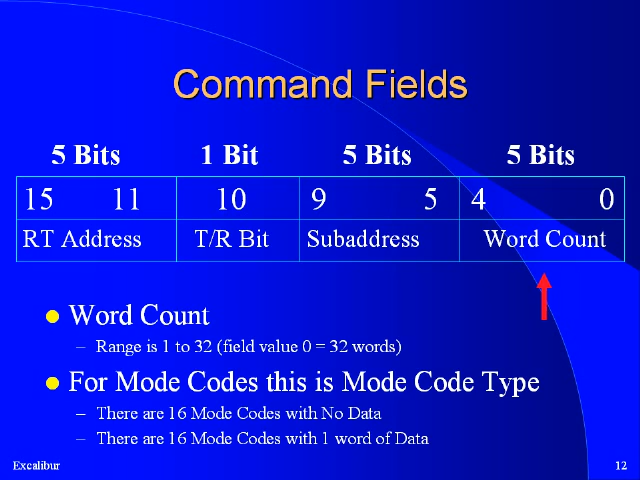 Command Fields
5 Bits 1 Bit 5 Bits 5 Bits
15 11 10 9 5 4 0
RT Address T/R Bit Subaddress Word Count
Word Count
– Range is 1 to 32 (field value 0 = 32 words)
For Mode Codes this is Mode Code Type
– There are 16 Mode Codes with No Data
– There are 16 Mode Codes with 1 word of Data
Excalibur 12